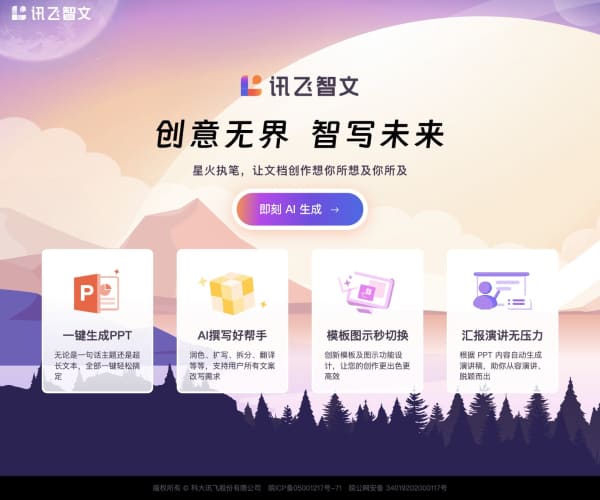 讯飞智文
讯飞智文
创意无界 智写未来
星火执笔，让文档创作想你所想及你所及
即刻 AI 生成 →
P
一键生成PPT
无论是一句话主题还是超
长文本，全部一键轻松搞
定
AI撰写好帮手
润色、扩写、拆分、翻译
等等，支持用户所有文案
改写需求
模板图示秒切换
创新模板及图示功能设
计，让您的创作更出色更
高效
汇报演讲无压力
根据 PPT 内容自动生成
演讲稿，助你从容演讲、
脱颖而出
版权所有 © 科大讯飞股份有限公司 皖ICP备05001217号-71 皖公网安备 34019202000117号